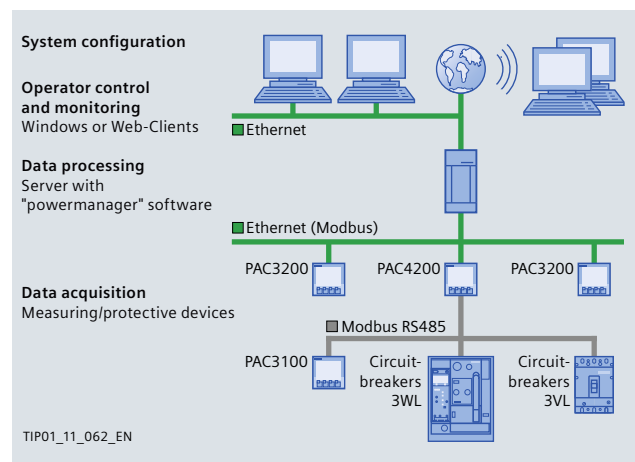 System configuration
Operator control
and monitoring
Windows or Web-Clients
Ethernet
Data processing
Server with
"powermanager" software
Ethernet (Modbus)
PAC3200
PAC4200
PAC3200
Data acquisition
Measuring/protective devices
Modbus RS485
PAC3100
Circuit-
breakers
3WL
Circuit-
breakers
3VL
TIP01_11_062_EN